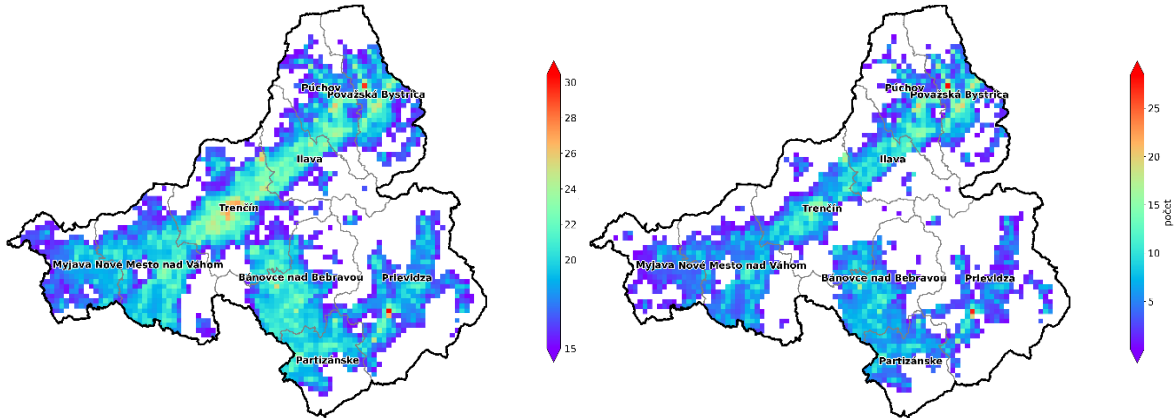 Púchov
Považská Bystrica
Ilava
Trenčín
Myjava Nové Mesto nad Váhom
Bánovce nad Bebravou
Prievidza
Partizánske
30
28
26
24
22
20
15
Púchov
Považská Bystrica
Ilava
Trenčín
Myjava Nové Mesto nad Váhom
Bánovce nad Bebravou
Prievidza
Partizánske
25
20
15
10
5
počet